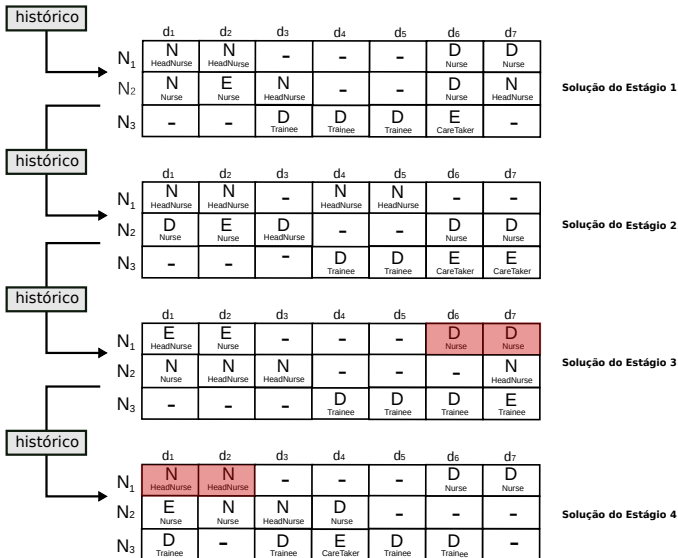 histórico
d1 d2 d3 d4 d5 d6 d7
N1 N N - - - D D
HeadNurse HeadNurse Nurse Nurse
N2 N E N - - D N
Nurse Nurse HeadNurse Nurse HeadNurse
Solução do Estágio 1
N3 - - D D D E -
Trainee Trainee Trainee CareTaker
histórico
d1 d2 d3 d4 d5 d6 d7
N1 N N - N N - -
HeadNurse HeadNurse HeadNurse HeadNurse
N2 D E D - - D D
Nurse Nurse HeadNurse Nurse Nurse
Solução do Estágio 2
N3 - - - D D E E
Trainee Trainee CareTaker CareTaker
histórico
d1 d2 d3 d4 d5 d6 d7
N1 E E - - - D D
HeadNurse Nurse Nurse Nurse
N2 N N N - - - N
Nurse HeadNurse HeadNurse HeadNurse
Solução do Estágio 3
N3 - - - D D D E
Trainee Trainee Trainee Trainee
histórico
d1 d2 d3 d4 d5 d6 d7
N1 N N - - - D D
HeadNurse HeadNurse Nurse Nurse
N2 E N N D - - -
Nurse Nurse HeadNurse Nurse
Solução do Estágio 4
N3 D - D E D D -
Trainee Trainee CareTaker Trainee Trainee